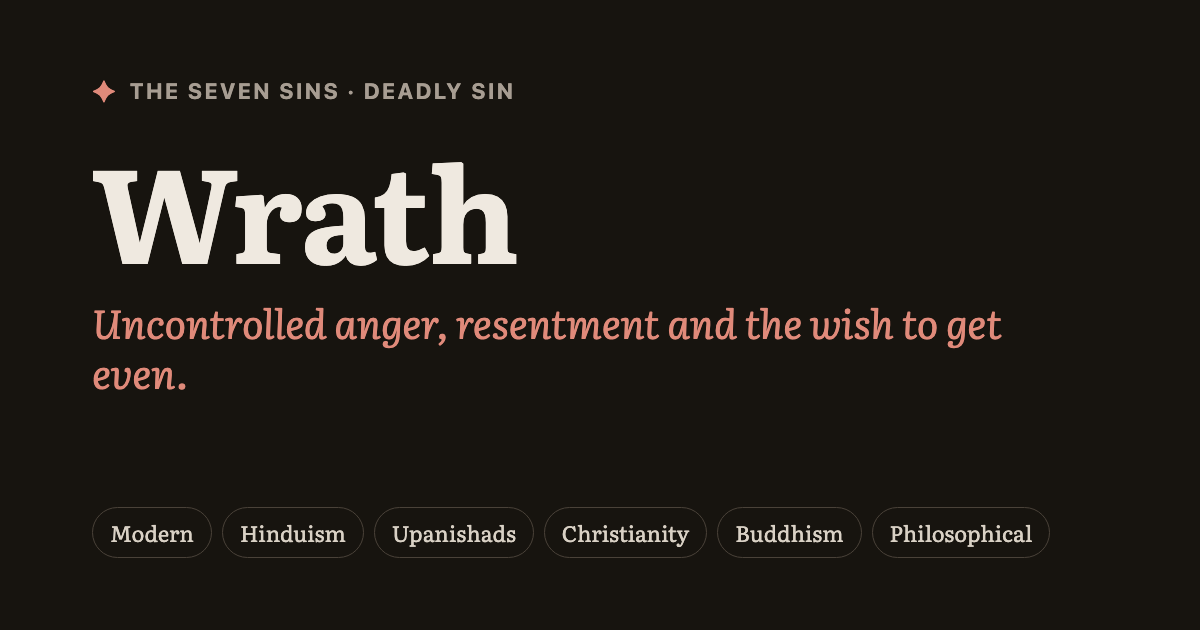 THE SEVEN SINS · DEADLY SIN
Wrath
Uncontrolled anger, resentment and the wish to get
even.
Modern Hinduism Upanishads Christianity Buddhism Philosophical